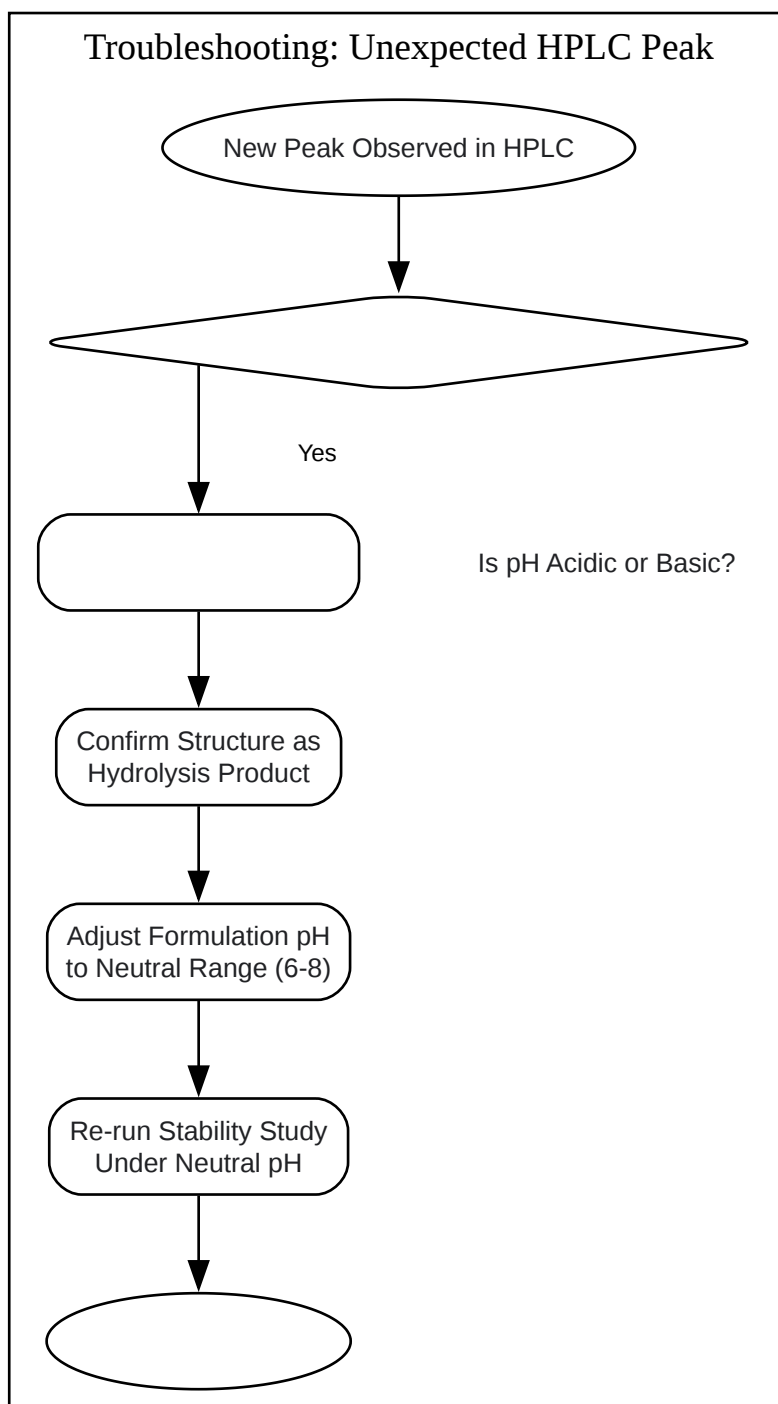 Troubleshooting: Unexpected HPLC Peak
New Peak Observed in HPLC
Yes
Is pH Acidic or Basic?
Confirm Structure as
Hydrolysis Product
Adjust Formulation pH
to Neutral Range (6-8)
Re-run Stability Study
Under Neutral pH